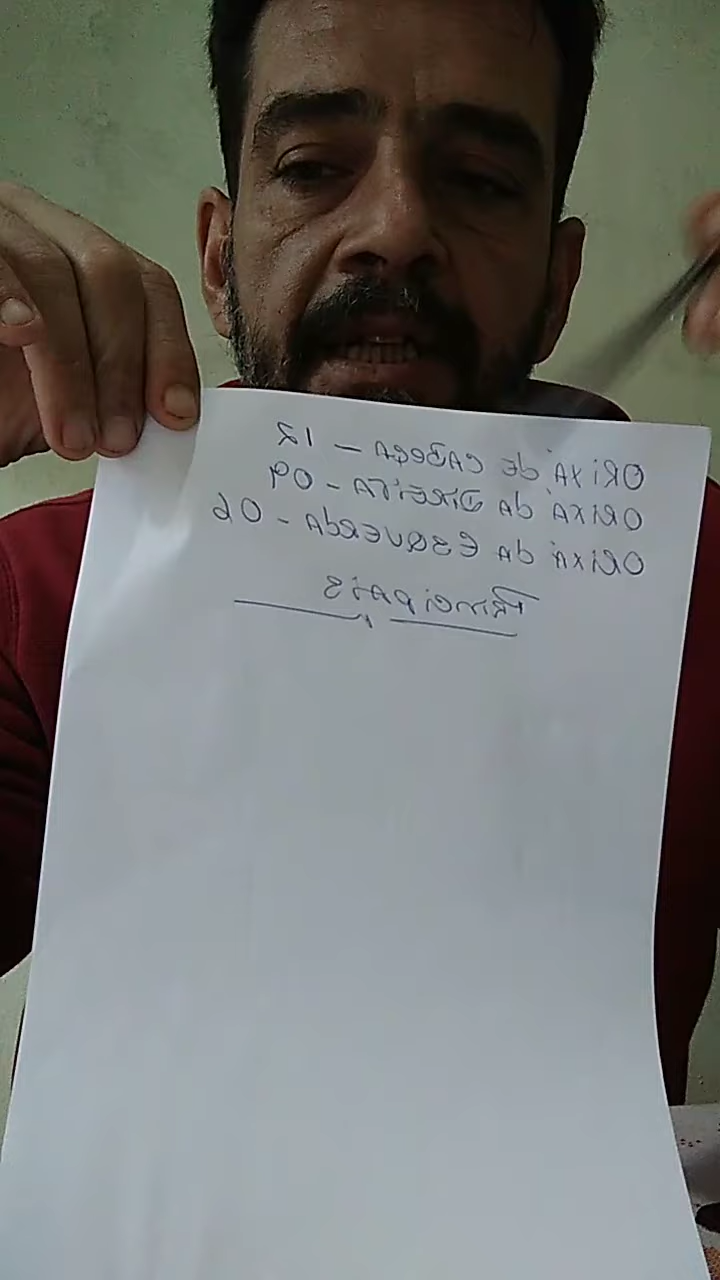 ORIXÁ de CABEÇA - 12
ORIXÁ da DIREITA - 09
ORIXÁ da ESQUERdA - 06
PRINCIPAIS